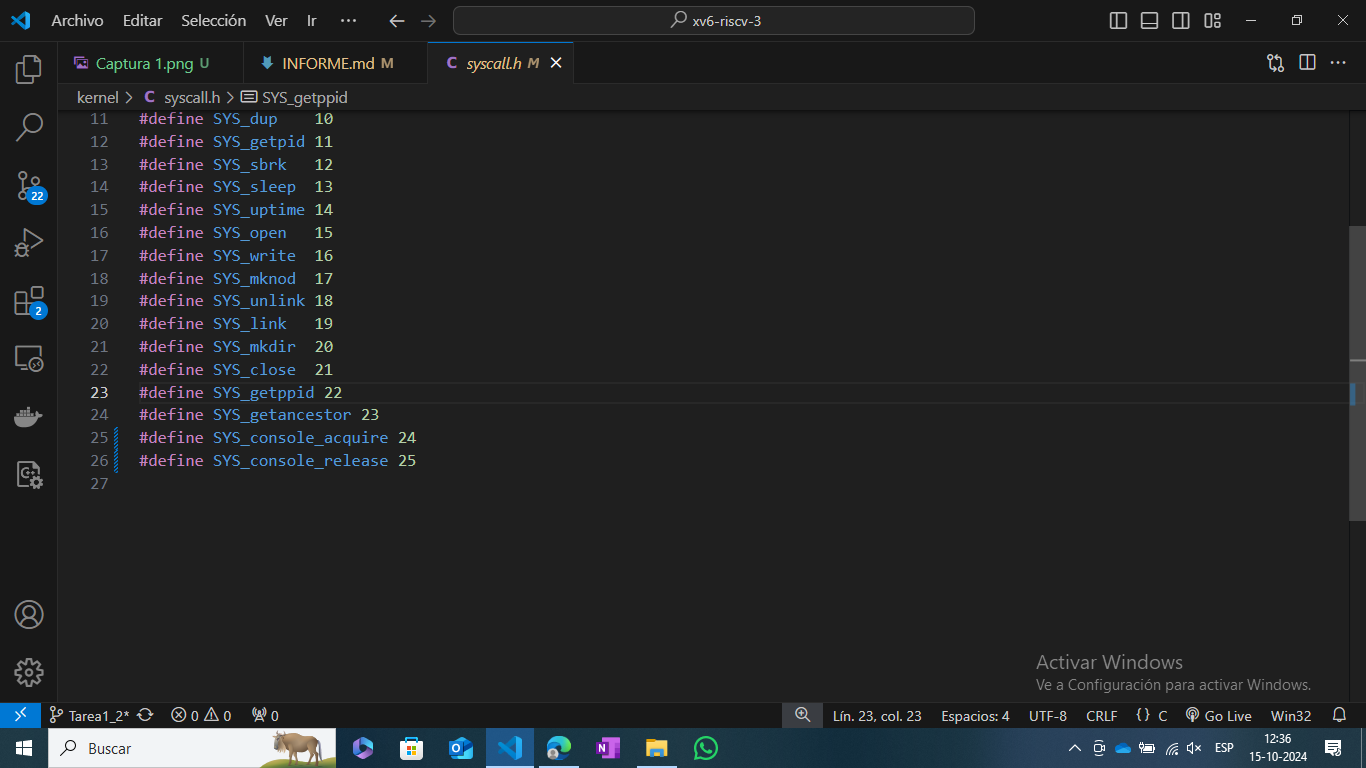 Archivo Editar Selección Ver Ir ··· xv6-riscv-3
Captura 1.png U INFORME.md M C syscall.h M
kernel > C syscall.h > SYS_getppid
11 #define SYS_dup 10
12 #define SYS_getpid 11
13 #define SYS_sbrk 12
14 #define SYS_sleep 13
15 #define SYS_uptime 14
16 #define SYS_open 15
17 #define SYS_write 16
18 #define SYS_mknod 17
19 #define SYS_unlink 18
20 #define SYS_link 19
21 #define SYS_mkdir 20
22 #define SYS_close 21
23 #define SYS_getppid 22
24 #define SYS_getancestor 23
25 #define SYS_console_acquire 24
26 #define SYS_console_release 25
27
22
2
Activar Windows
Ve a Configuración para activar Windows.
Tarea1_2* 0 0 0 Lín. 23, col. 23 Espacios: 4 UTF-8 CRLF {} C Go Live Win32
Buscar ESP 12:36
15-10-2024